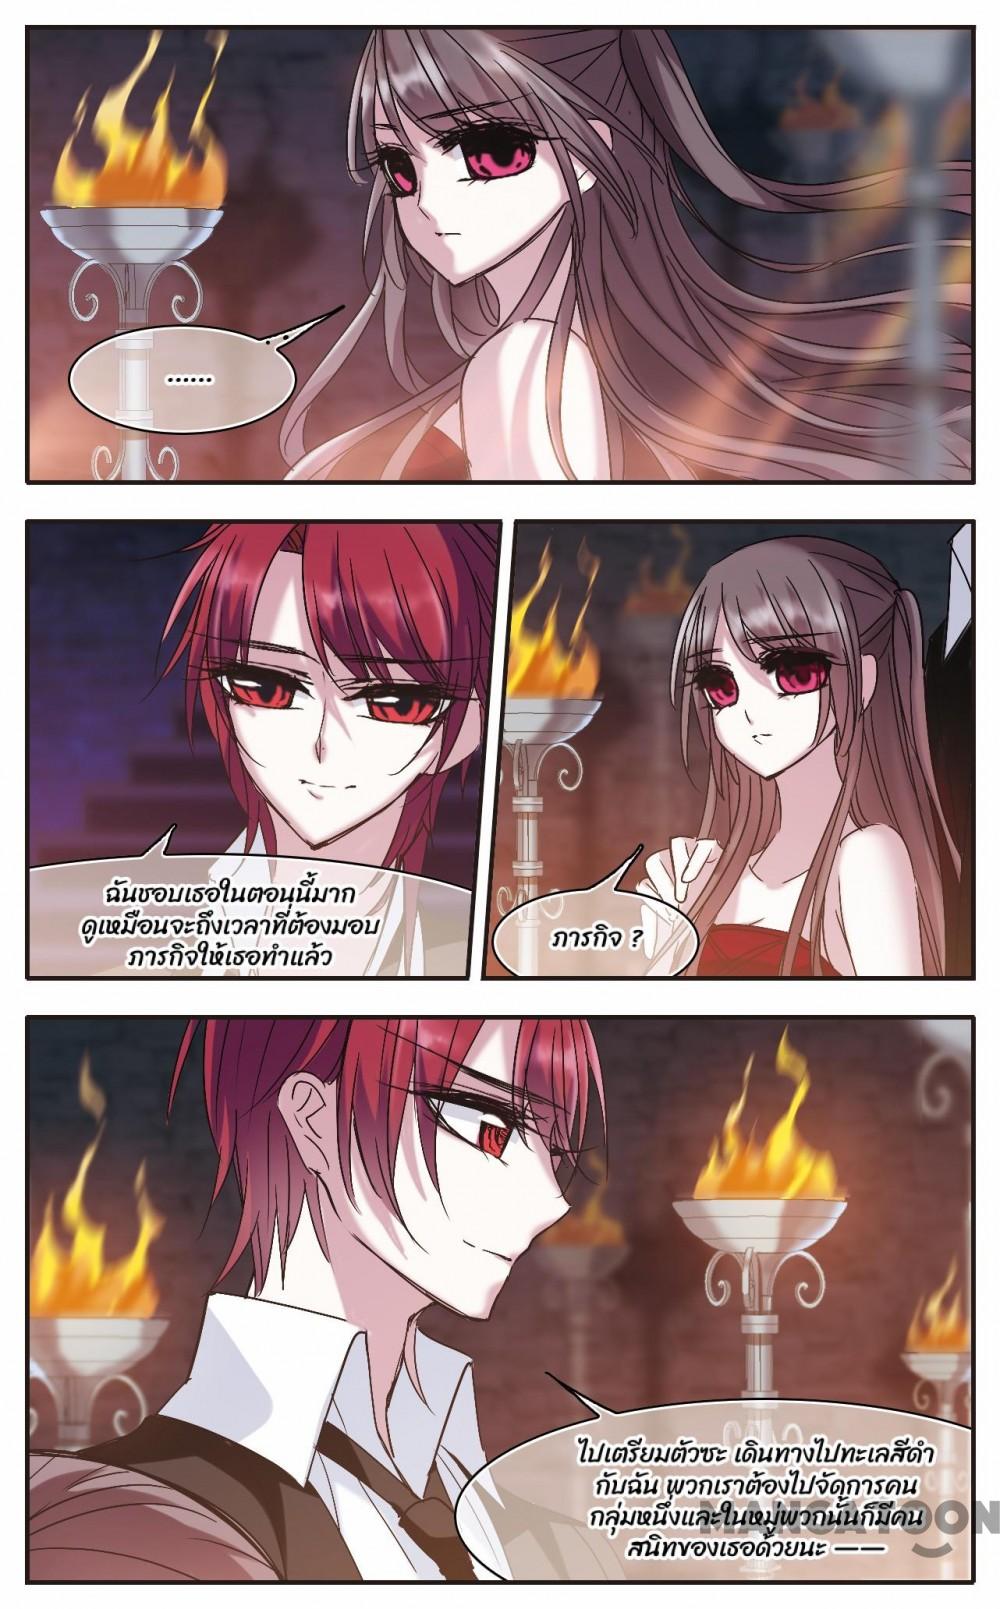 ......
ฉันชอบเธอในตอนนี้มาก
ดูเหมือนจะถึงเวลาที่ต้องมอบ
ภารกิจให้เธอทำแล้ว
ภารกิจ ?
ไปเตรียมตัวซะ เดินทางไปทะเลสีดำ
กับฉัน พวกเราต้องไปจัดการคน
กลุ่มหนึ่งและในหมู่พวกนั้นก็มีคน
สนิทของเธอด้วยนะ ——
MANGATOON